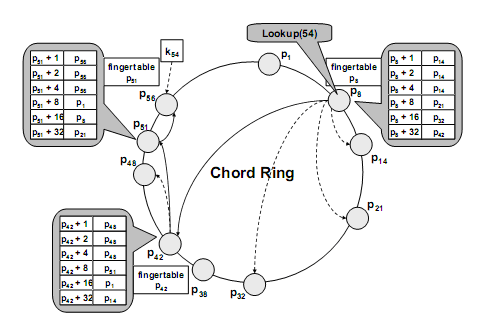 Lookup(54)
k54
p1
fingertable
p51
fingertable
p8
p51 + 1 p56
p51 + 2 p56
p51 + 4 p56
p51 + 8 p1
p51 + 16 p8
p51 + 32 p21
p8 + 1 p14
p8 + 2 p14
p8 + 4 p14
p8 + 8 p21
p8 + 16 p32
p8 + 32 p42
p56
p8
p51
p14
p48
Chord Ring
p21
p42 + 1 p48
p42 + 2 p48
p42 + 4 p48
p42 + 8 p51
p42 + 16 p1
p42 + 32 p14
p42
fingertable
p42
p38
p32